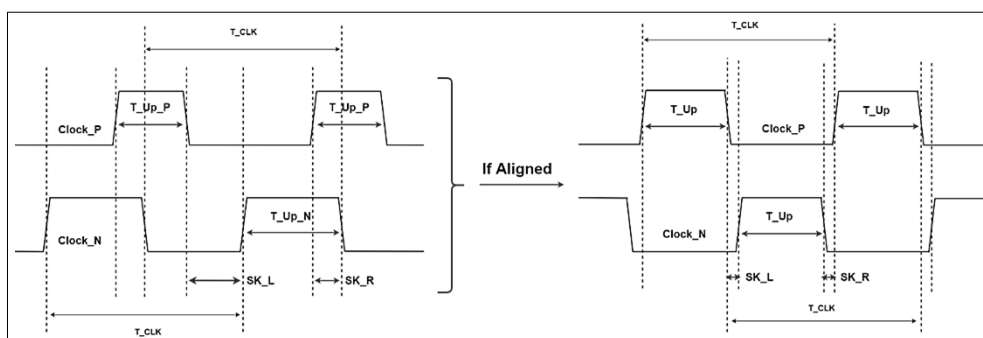 T_CLK
T_Up_P
T_Up_P
Clock_P
T_Up_N
Clock_N
SK_L
SK_R
T_CLK
If Aligned
T_CLK
T_Up
T_Up
Clock_P
T_Up
Clock_N
SK_L
SK_R
T_CLK